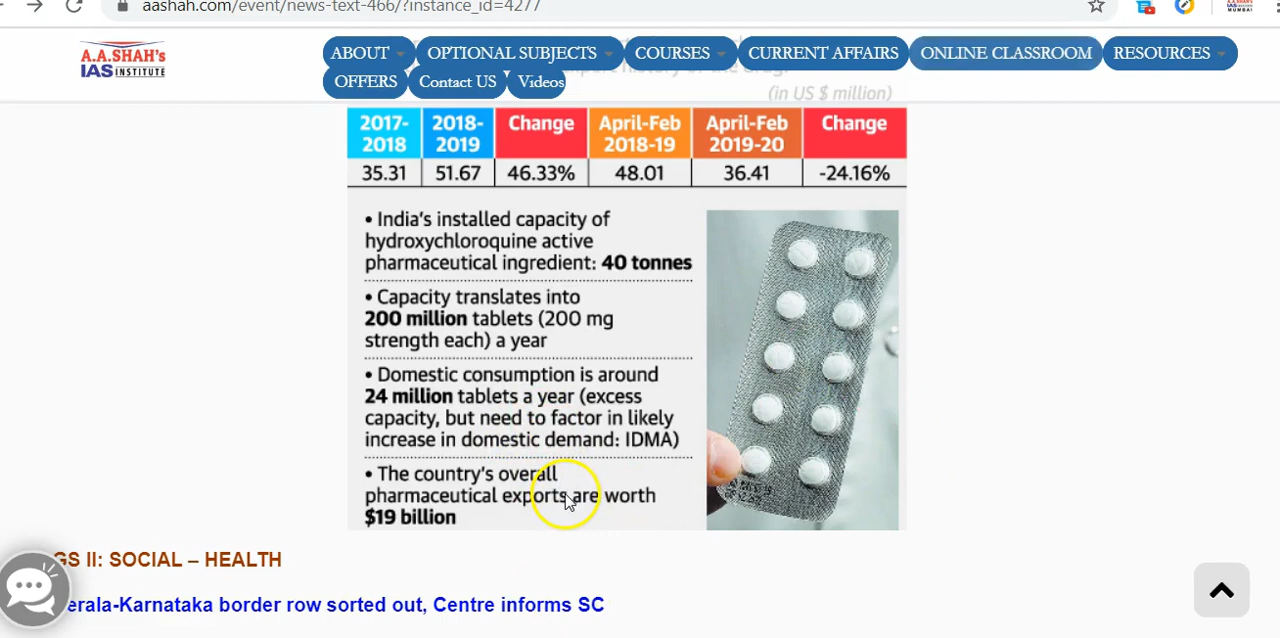 aashah.com/event/news-text-466/?instance_id=4277
A.A.SHAH's
IAS INSTITUTE
ABOUT OPTIONAL SUBJECTS COURSES CURRENT AFFAIRS ONLINE CLASSROOM RESOURCES
OFFERS Contact US Videos
history of the drug.
(in US $ million)
2017-2018 2018-2019 Change April-Feb 2018-19 April-Feb 2019-20 Change
35.31 51.67 46.33% 48.01 36.41 -24.16%
• India's installed capacity of
hydroxychloroquine active
pharmaceutical ingredient: 40 tonnes
• Capacity translates into
200 million tablets (200 mg
strength each) a year
• Domestic consumption is around
24 million tablets a year (excess
capacity, but need to factor in likely
increase in domestic demand: IDMA)
• The country's overall
pharmaceutical exports are worth
$19 billion
GS II: SOCIAL – HEALTH
erala-Karnataka border row sorted out, Centre informs SC